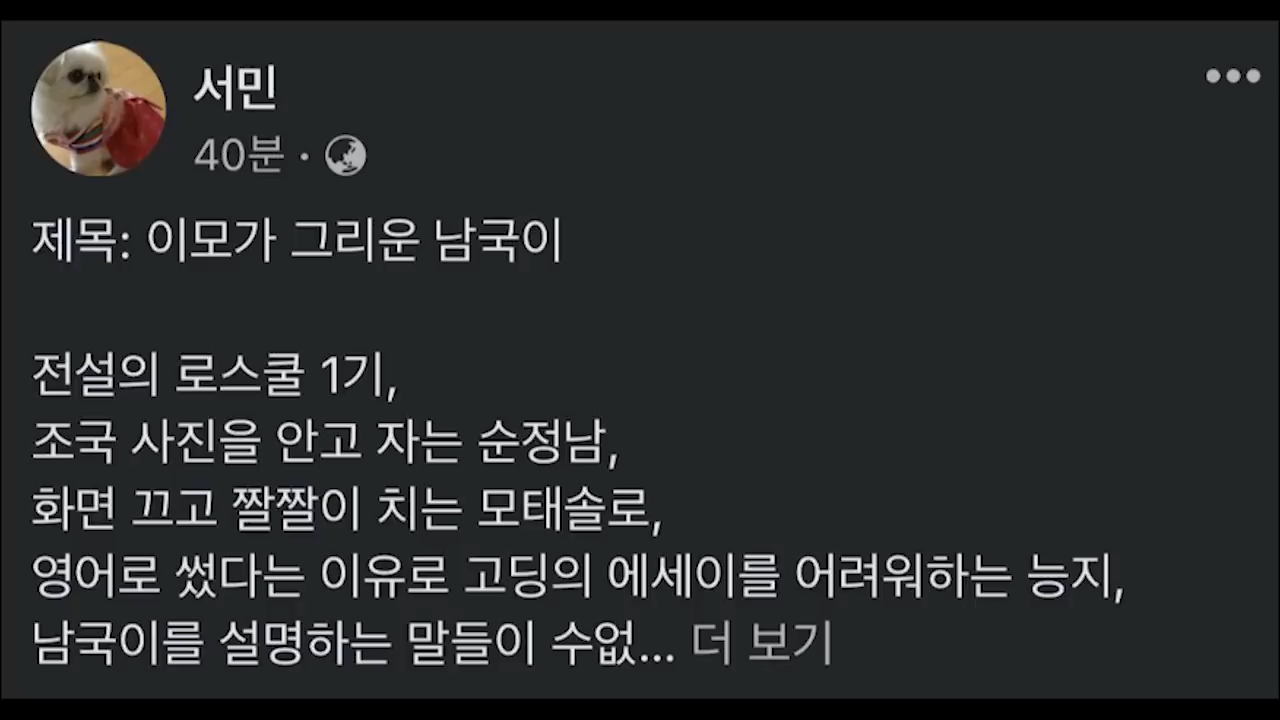 서민
40분 ·
제목: 이모가 그리운 남국이
전설의 로스쿨 1기,
조국 사진을 안고 자는 순정남,
화면 끄고 짤짤이 치는 모태솔로,
영어로 썼다는 이유로 고딩의 에세이를 어려워하는 능지,
남국이를 설명하는 말들이 수없... 더 보기